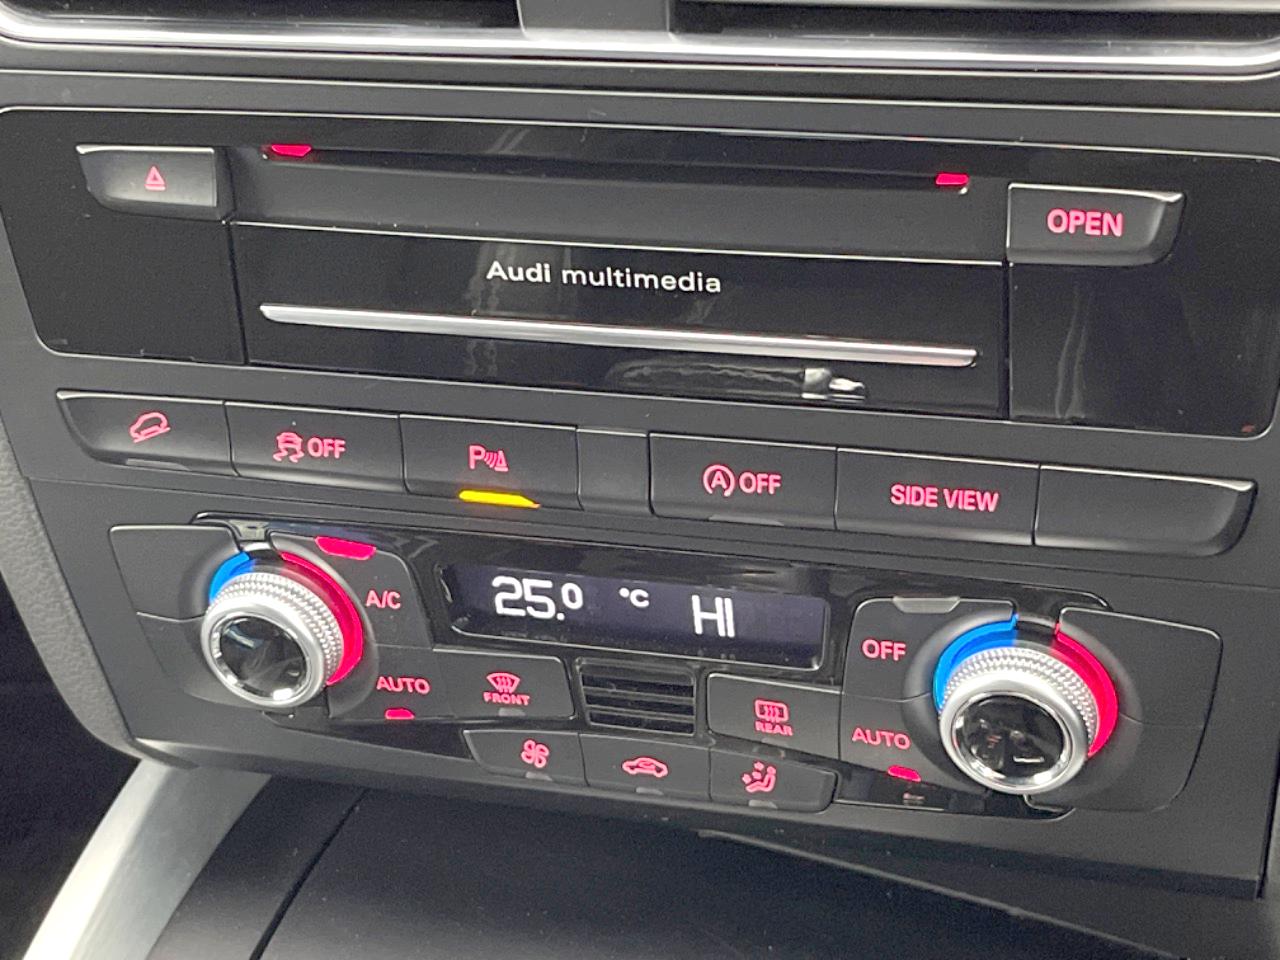 OPEN
Audi multimedia
OFF
P
A OFF
SIDE VIEW
25.0 °C HI
A/C
OFF
AUTO
FRONT
REAR
AUTO